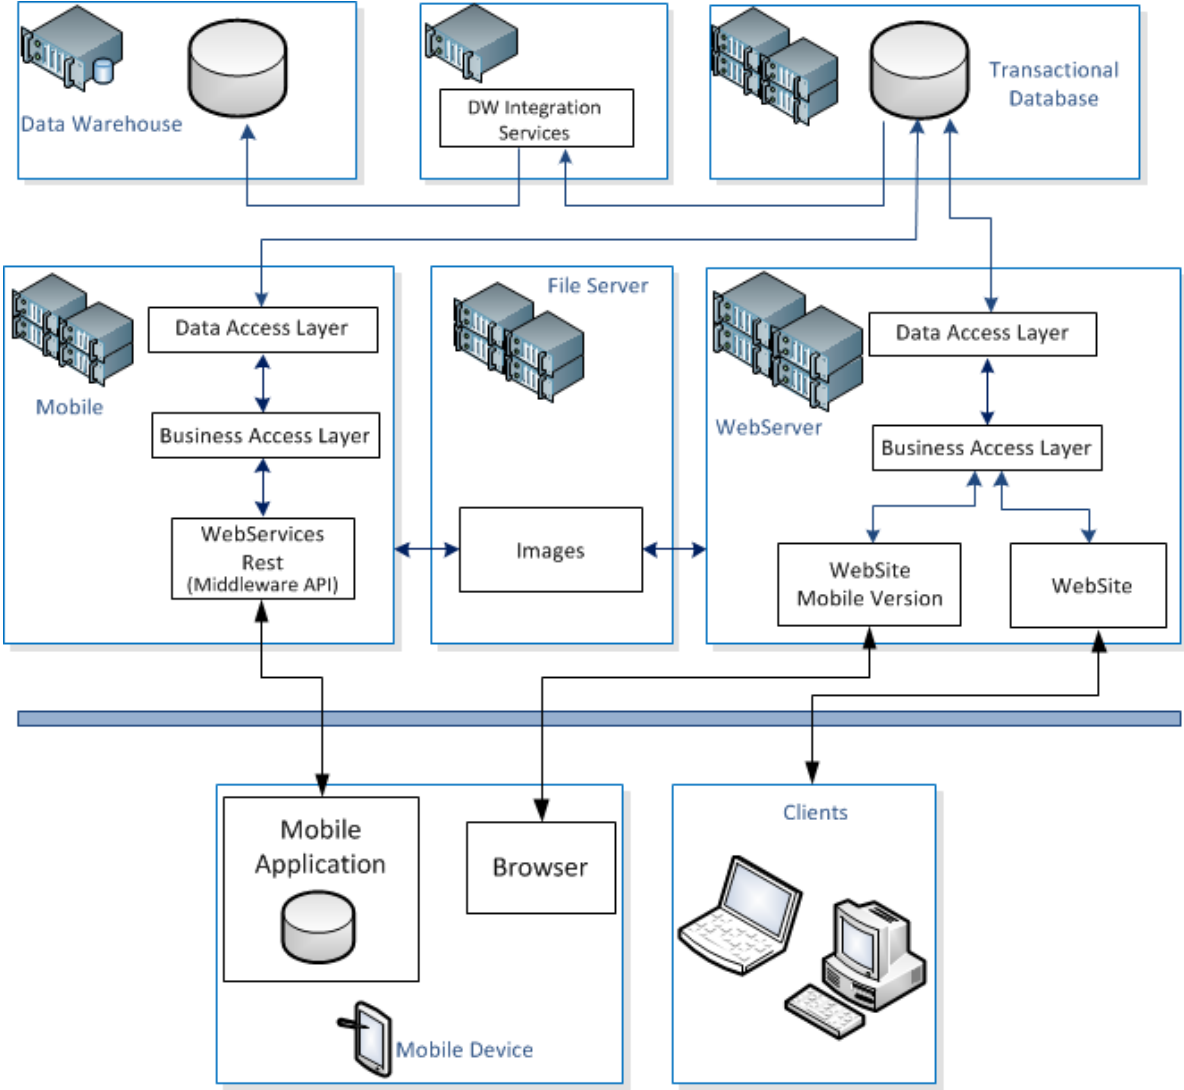 Data Warehouse
DW Integration
Services
Transactional
Database
Mobile
Data Access Layer
Business Access Layer
WebServices
Rest
(Middleware API)
File Server
Images
WebServer
Data Access Layer
Business Access Layer
WebSite
Mobile Version
WebSite
Mobile
Application
Browser
Mobile Device
Clients